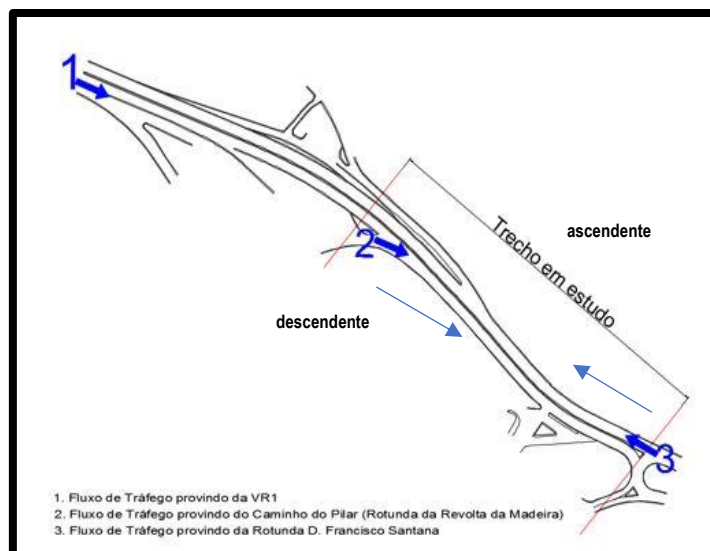 1
ascendente
Trecho em estudo
2
descendente
3
1. Fluxo de Tráfego provindo da VR1
2. Fluxo de Tráfego provindo do Caminho do Pilar (Rotunda da Revolta da Madeira)
3. Fluxo de Tráfego provindo da Rotunda D. Francisco Santana